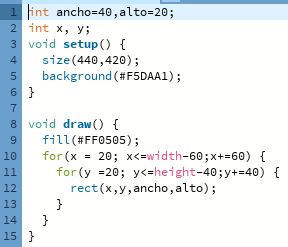 1 int ancho=40,alto=20;
2 int x, y;
3 void setup() {
4 size(440,420);
5 background(#F5DAA1);
6 }
7
8 void draw() {
9 fill(#FF0505);
10 for(x = 20; x<=width-60;x+=60) {
11 for(y =20; y<=height-40;y+=40) {
12 rect(x,y,ancho,alto);
13 }
14 }
15 }